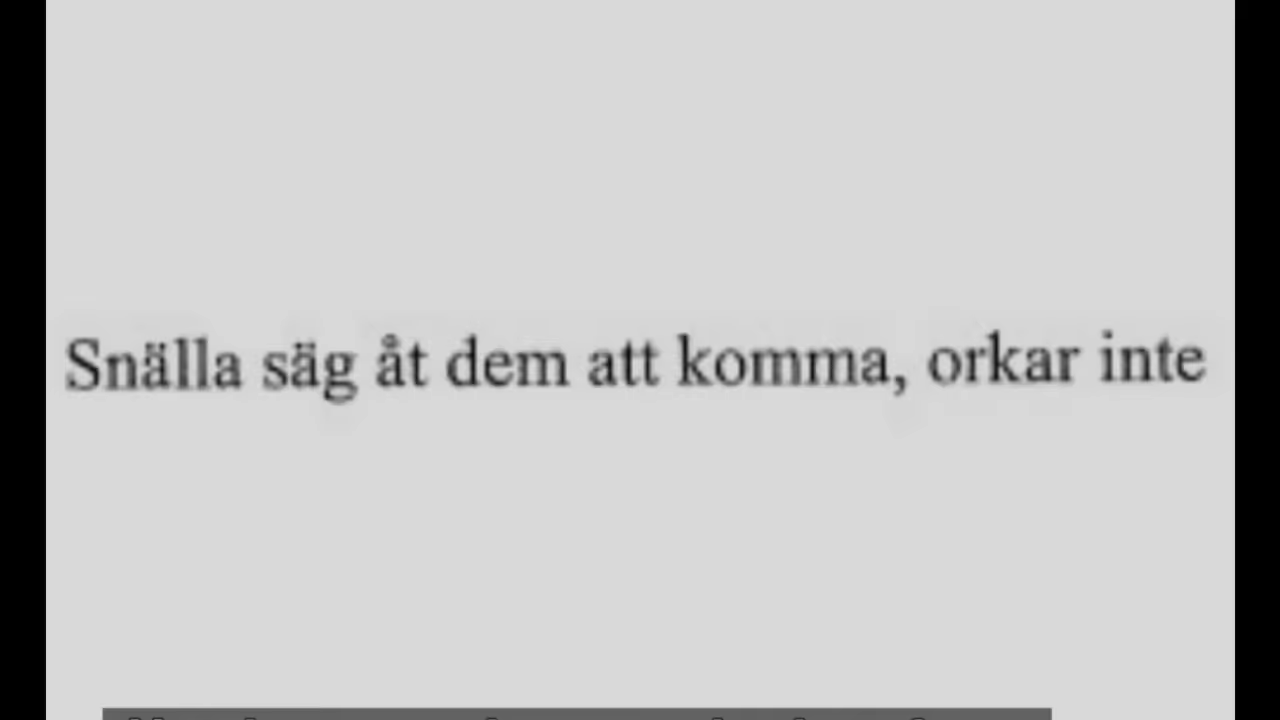 Snälla säg åt dem att komma, orkar inte